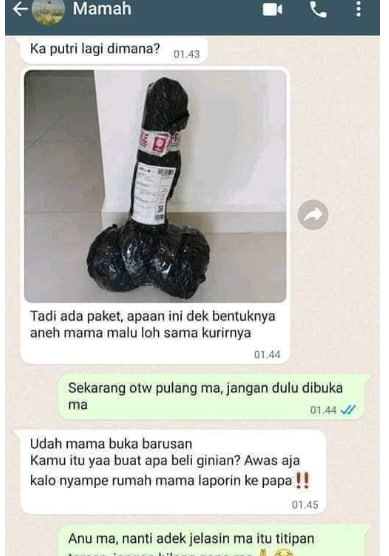 Mamah
Ka putri lagi dimana?
01.43
Tadi ada paket, apaan ini dek bentuknya
aneh mama malu loh sama kurirnya
01.44
Sekarang otw pulang ma, jangan dulu dibuka
ma
01.44
Udah mama buka barusan
Kamu itu yaa buat apa beli ginian? Awas aja
kalo nyampe rumah mama laporin ke papa‼️
01.45
Anu ma, nanti adek jelasin ma itu titipan